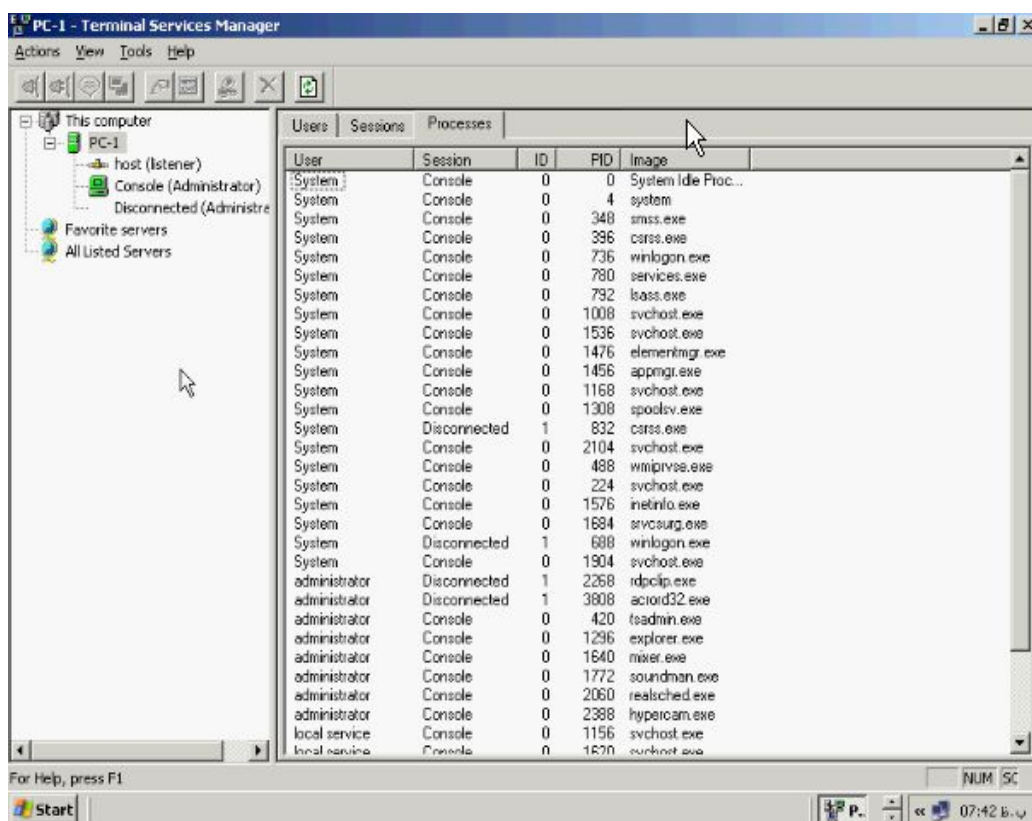 PC-1 - Terminal Services Manager
Actions View Tools Help
This computer
PC-1
host (listener)
Console (Administrator)
Disconnected (Administra
Favorite servers
All Listed Servers
Users Sessions Processes
User Session ID PID Image
System Console 0 0 System Idle Proc...
System Console 0 4 system
System Console 0 348 smss.exe
System Console 0 396 csrss.exe
System Console 0 736 winlogon.exe
System Console 0 780 services.exe
System Console 0 792 lsass.exe
System Console 0 1008 svchost.exe
System Console 0 1536 svchost.exe
System Console 0 1476 elementmgr.exe
System Console 0 1456 appmgr.exe
System Console 0 1168 svchost.exe
System Console 0 1308 spoolsv.exe
System Disconnected 1 832 csrss.exe
System Console 0 2104 svchost.exe
System Console 0 488 wmiprvse.exe
System Console 0 224 svchost.exe
System Console 0 1576 inetinfo.exe
System Console 0 1684 srvcsurg.exe
System Disconnected 1 688 winlogon.exe
System Console 0 1904 svchost.exe
administrator Disconnected 1 2268 rdpclip.exe
administrator Disconnected 1 3808 acrord32.exe
administrator Console 0 420 tsadmin.exe
administrator Console 0 1296 explorer.exe
administrator Console 0 1640 mixer.exe
administrator Console 0 1772 soundman.exe
administrator Console 0 2060 realsched.exe
administrator Console 0 2388 hypercam.exe
local service Console 0 1156 svchost.exe
local service Console 0 1620 svchost.exe
For Help, press F1
NUM SC
Start
P..
« 07:42 ب.ظ